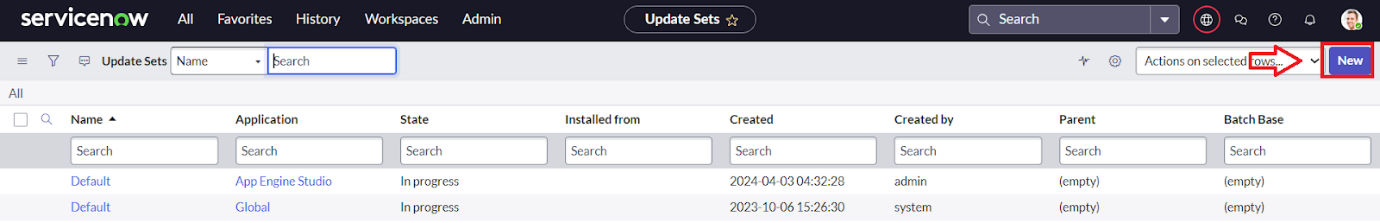 servicenow All Favorites History Workspaces Admin Update Sets Search
Update Sets Name Search Actions on selected rows... New
All
Name Application State Installed from Created Created by Parent Batch Base
Search Search Search Search Search Search Search Search
Default App Engine Studio In progress 2024-04-03 04:32:28 admin (empty) (empty)
Default Global In progress 2023-10-06 15:26:30 system (empty) (empty)